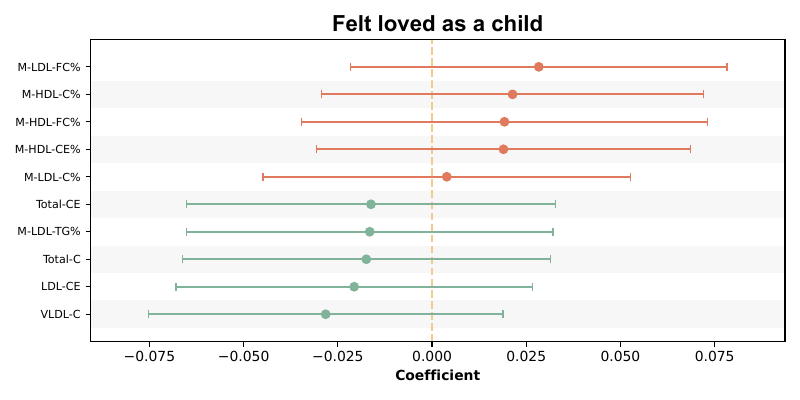 Felt loved as a child
M-LDL-FC%
M-HDL-C%
M-HDL-FC%
M-HDL-CE%
M-LDL-C%
Total-CE
M-LDL-TG%
Total-C
LDL-CE
VLDL-C
−0.075 −0.050 −0.025 0.000 0.025 0.050 0.075
Coefficient